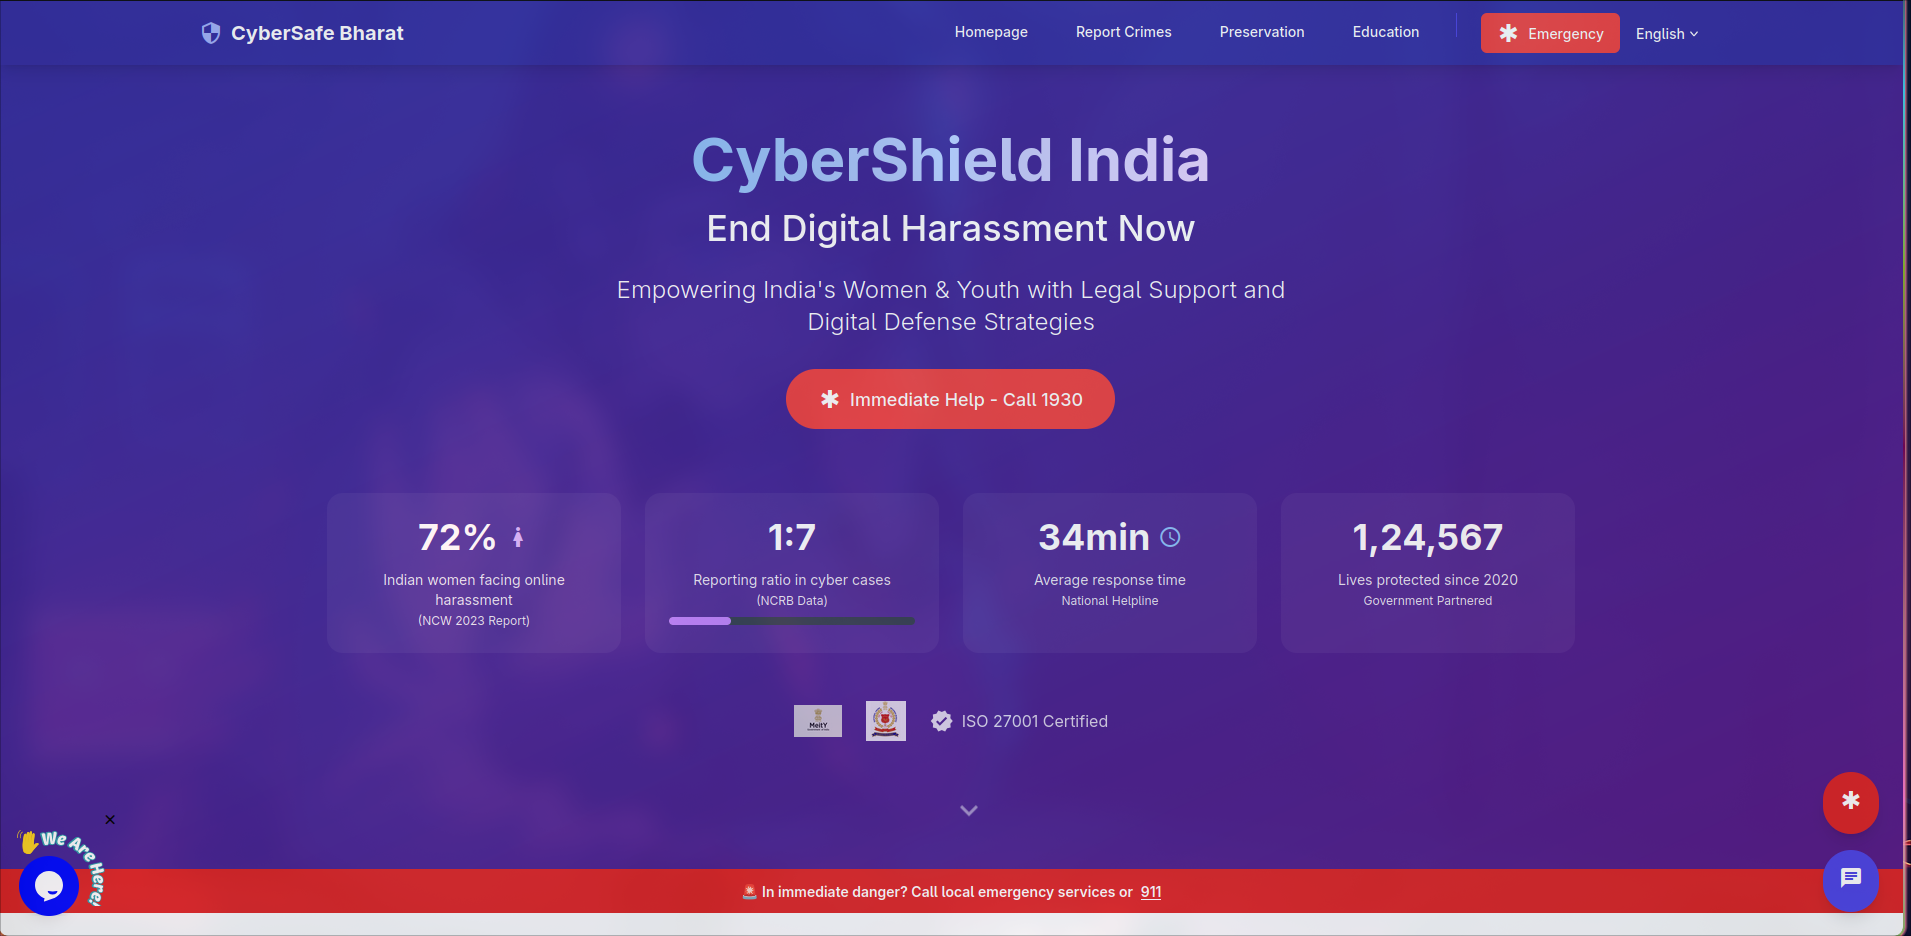 CyberSafe Bharat
Homepage
Report Crimes
Preservation
Education
Emergency
English
CyberShield India
End Digital Harassment Now
Empowering India's Women & Youth with Legal Support and
Digital Defense Strategies
Immediate Help - Call 1930
72%
Indian women facing online
harassment
(NCW 2023 Report)
1:7
Reporting ratio in cyber cases
(NCRB Data)
34min
Average response time
National Helpline
1,24,567
Lives protected since 2020
Government Partnered
MeitY
ISO 27001 Certified
We Are Here!
🚨 In immediate danger? Call local emergency services or 911